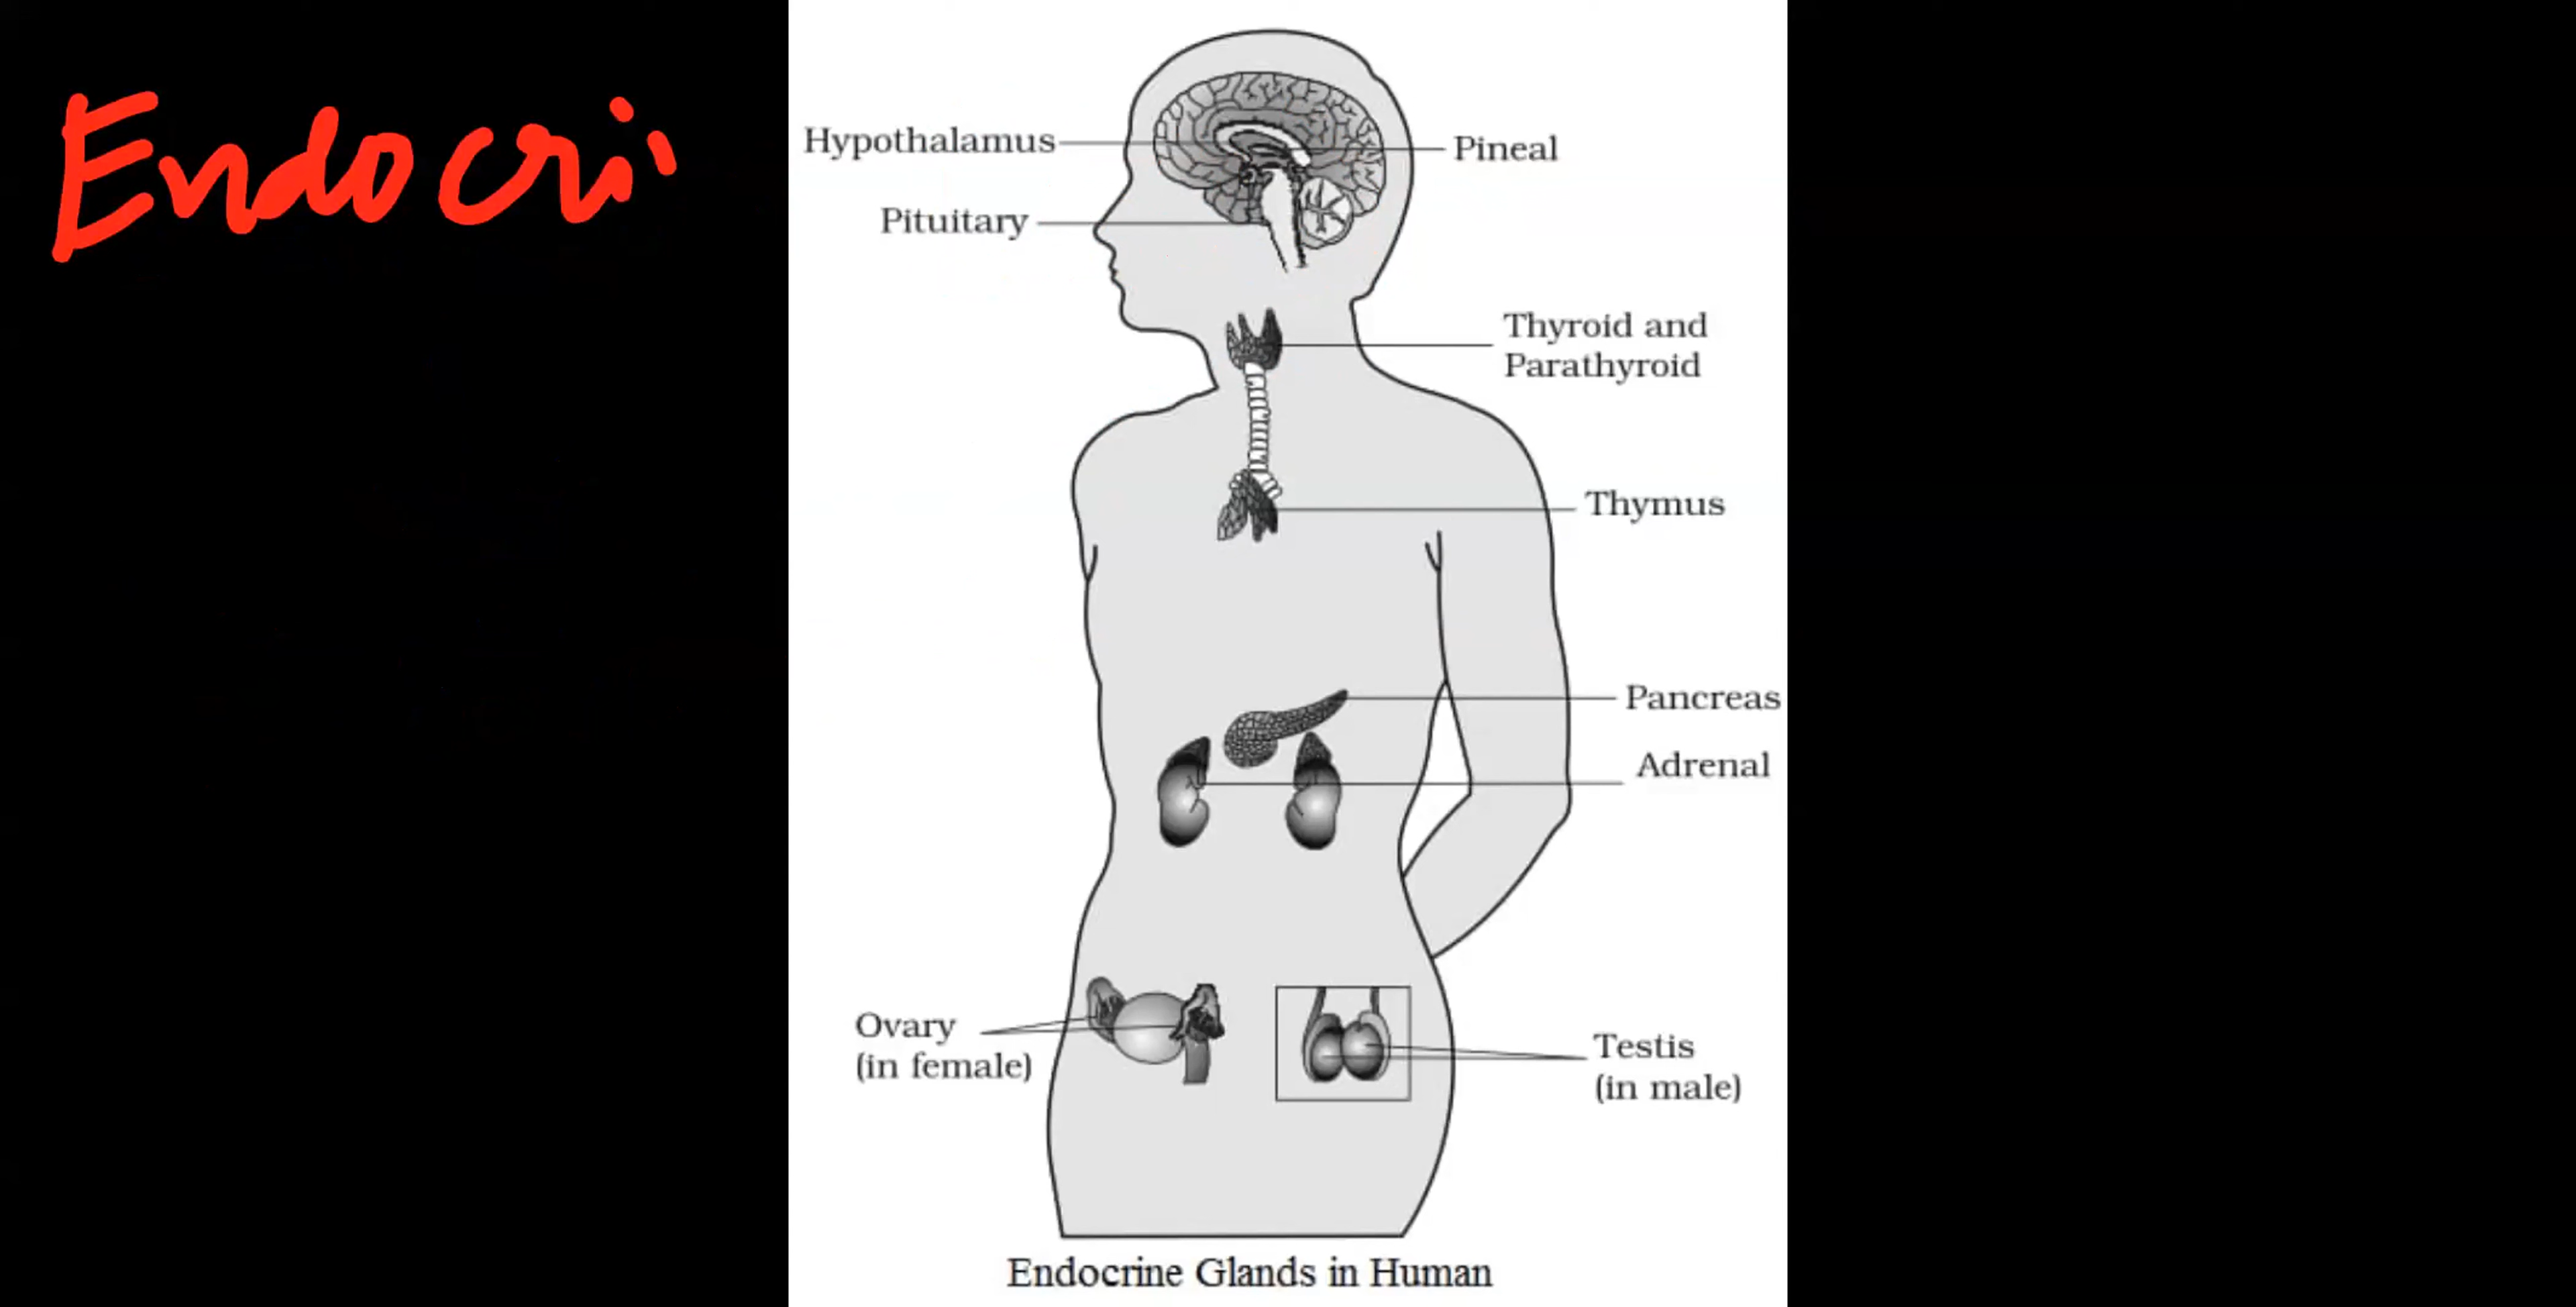 Endocri
Hypothalamus
Pineal
Pituitary
Thyroid and
Parathyroid
Thymus
Pancreas
Adrenal
Ovary
(in female)
Testis
(in male)
Endocrine Glands in Human